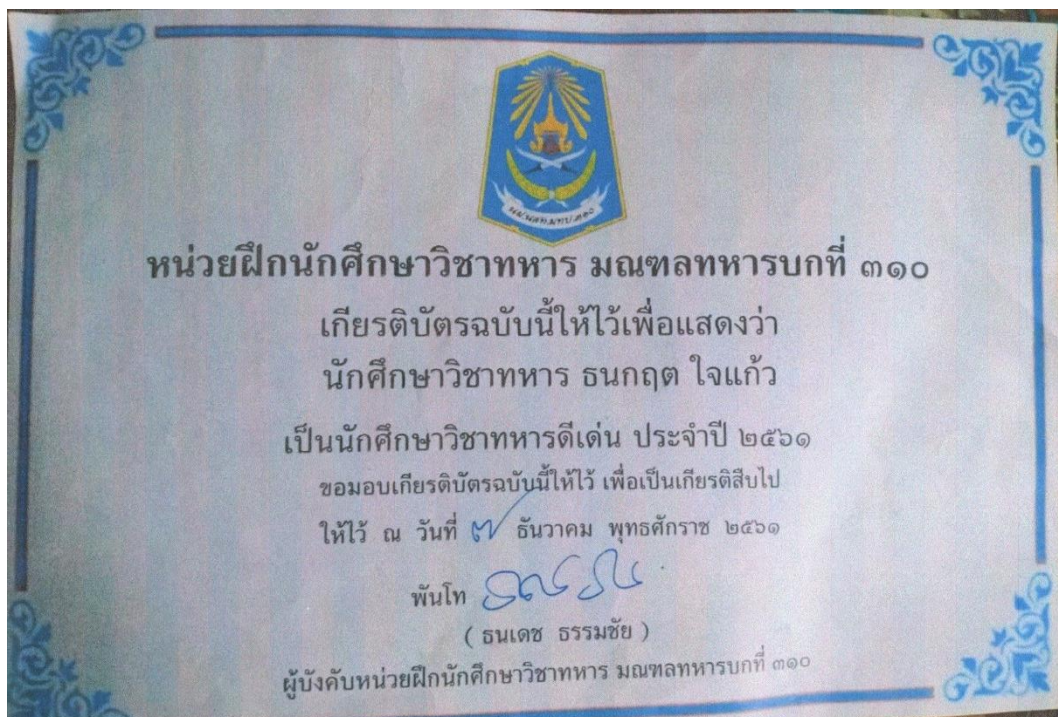 นฝ.นศท.มทบ.๓๑๐
หน่วยฝึกนักศึกษาวิชาทหาร มณฑลทหารบกที่ ๓๑๐
เกียรติบัตรฉบับนี้ให้ไว้เพื่อแสดงว่า
นักศึกษาวิชาทหาร ธนกฤต ใจแก้ว
เป็นนักศึกษาวิชาทหารดีเด่น ประจำปี ๒๕๖๑
ขอมอบเกียรติบัตรฉบับนี้ให้ไว้ เพื่อเป็นเกียรติสืบไป
ให้ไว้ ณ วันที่ ๗ ธันวาคม พุทธศักราช ๒๕๖๑
พันโท
( ธนเดช ธรรมชัย )
ผู้บังคับหน่วยฝึกนักศึกษาวิชาทหาร มณฑลทหารบกที่ ๓๑๐